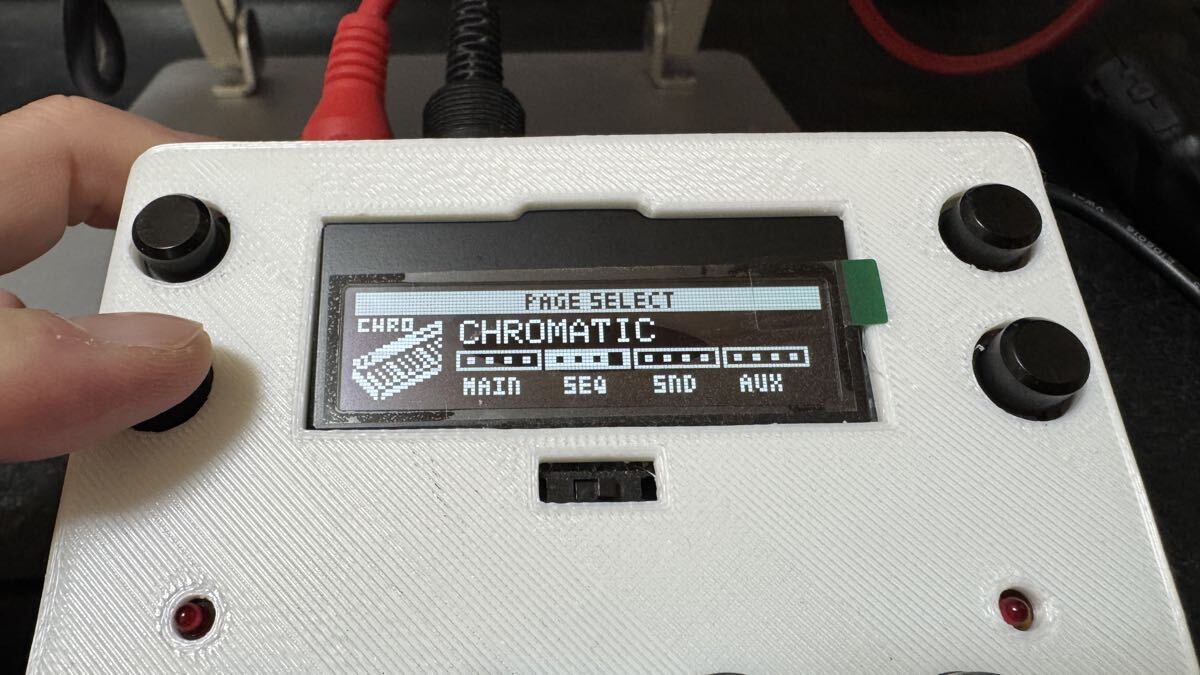 PAGE SELECT
CHRO
CHROMATIC
MAIN SEQ SND AUX